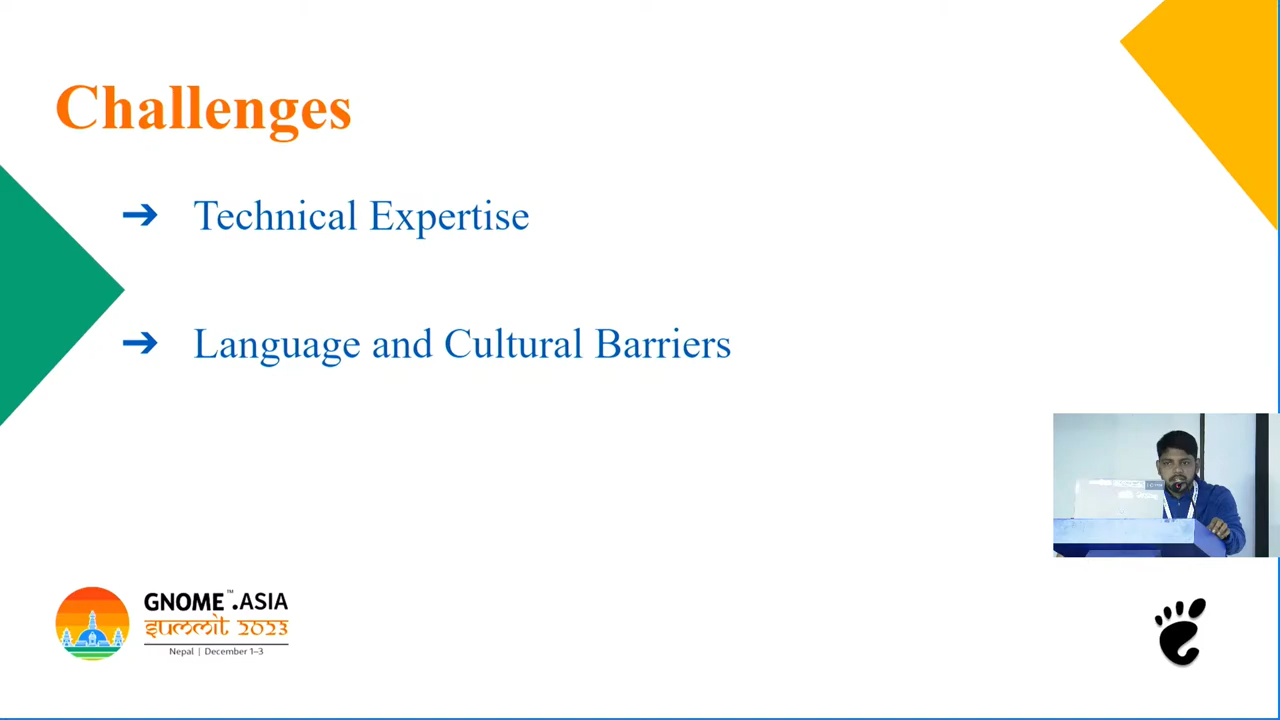 Challenges
➔ Technical Expertise
➔ Language and Cultural Barriers
GNOME™.ASIA
summit 2023
Nepal | December 1–3